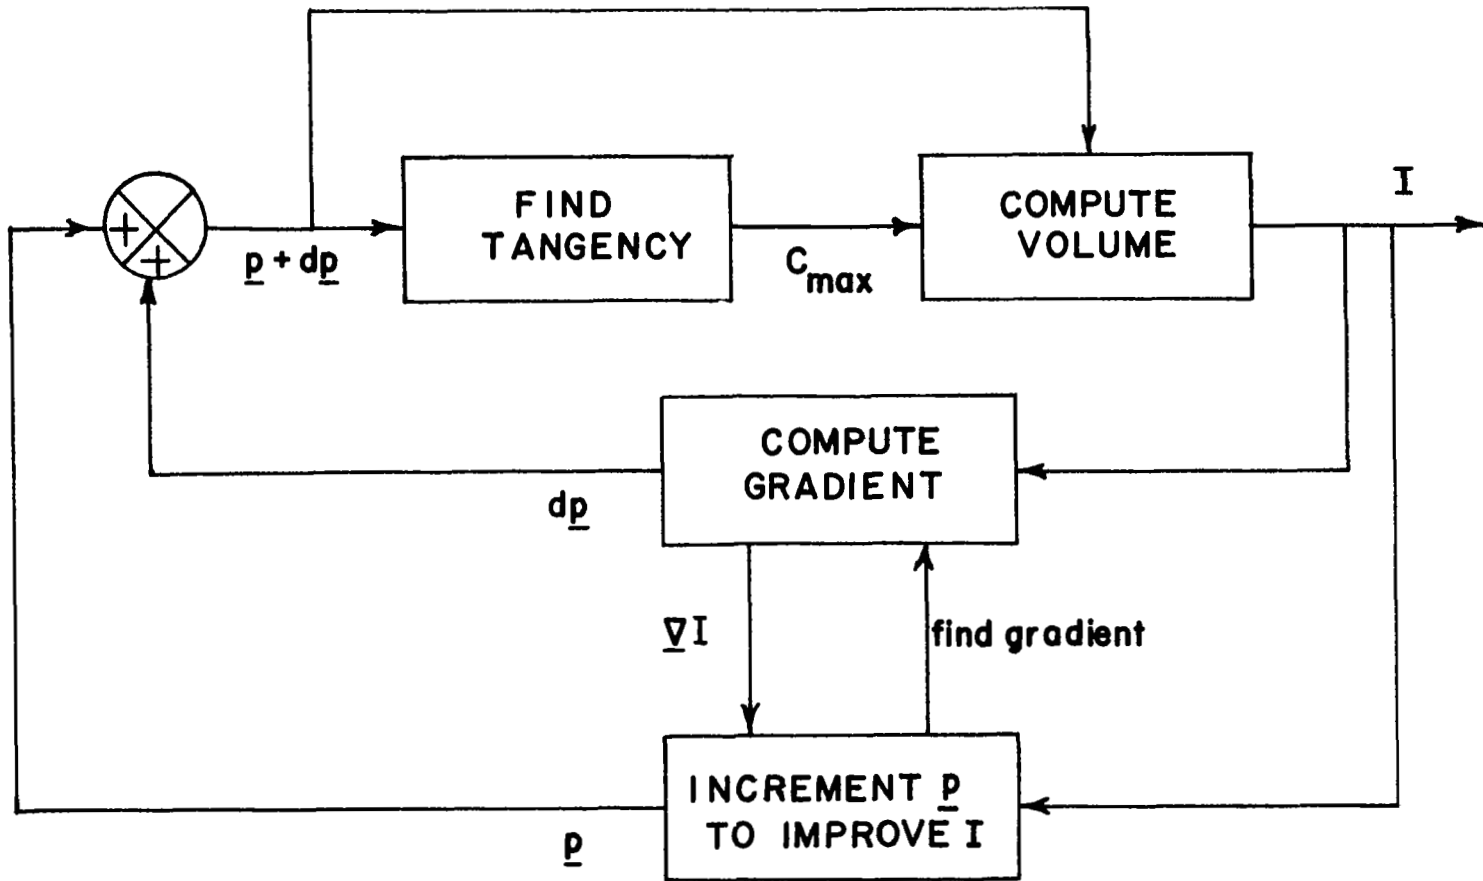 I
FIND
TANGENCY
COMPUTE
VOLUME
+
+
p + dp
Cmax
COMPUTE
GRADIENT
dp
∇I
find gradient
INCREMENT p
TO IMPROVE I
p